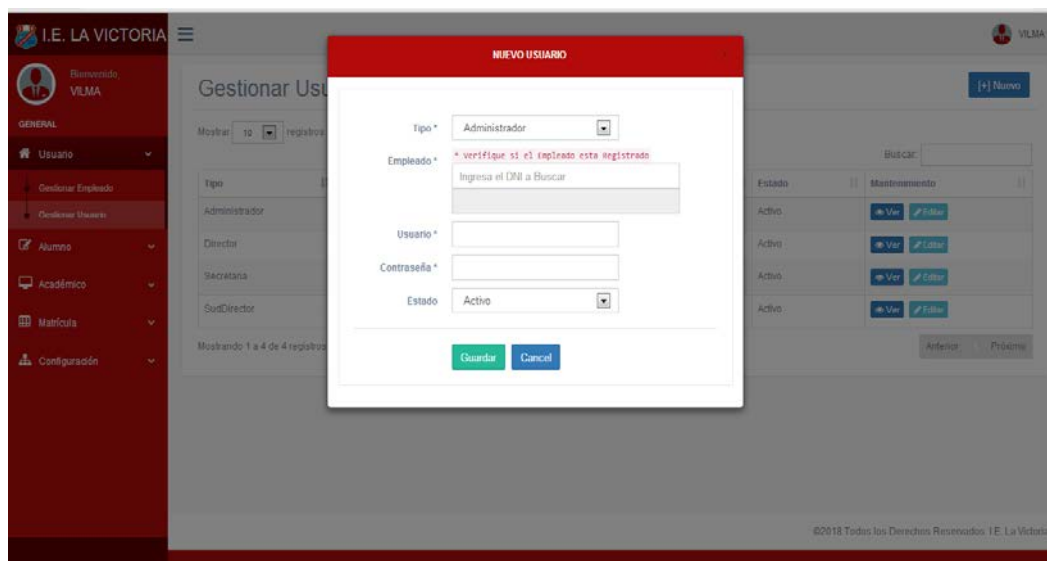 I.E. LA VICTORIA
VILMA
Bienvenido,
VILMA
GENERAL
Usuario
Gestionar Empleado
Gestionar Usuario
Alumno
Académico
Matrícula
Configuración
Gestionar Usu
[+] Nuevo
Mostrar 10 registros
Buscar:
Tipo Estado Mantenimiento
Administrador Activo Ver Editar
Director Activo Ver Editar
Secretaria Activo Ver Editar
SudDirector Activo Ver Editar
Mostrando 1 a 4 de 4 registros
Anterior 1 Próximo
NUEVO USUARIO
Tipo * Administrador
Empleado * * Verifique si el Empleado esta Registrado
Ingresa el DNI a Buscar
Usuario *
Contraseña *
Estado Activo
Guardar Cancel
©2018 Todos los Derechos Reservados. I.E. La Victoria